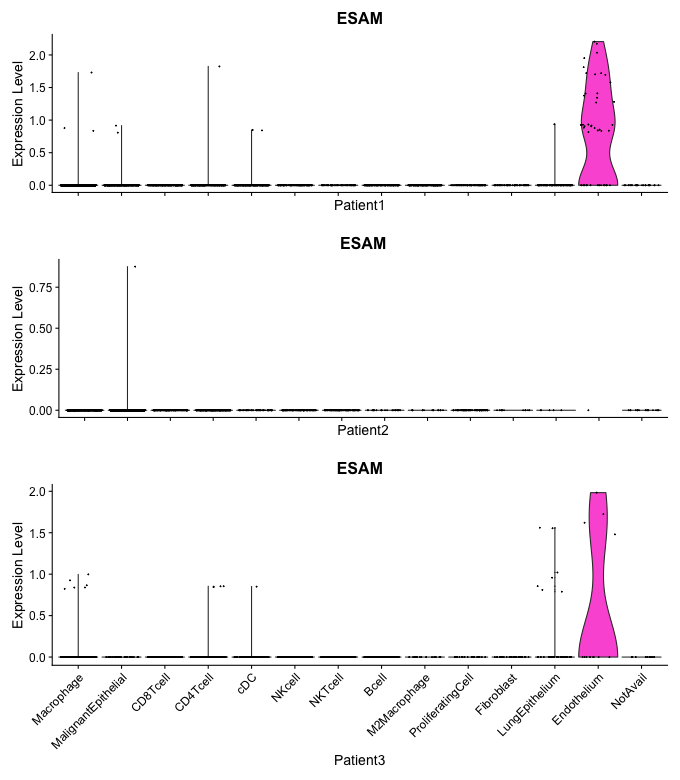 ESAM
Expression Level
2.0
1.5
1.0
0.5
0.0
Patient1
ESAM
Expression Level
0.75
0.50
0.25
0.00
Patient2
ESAM
Expression Level
2.0
1.5
1.0
0.5
0.0
Macrophage
MalignantEpithelial
CD8Tcell
CD4Tcell
cDC
NKcell
NKTcell
Bcell
M2Macrophage
ProliferatingCell
Fibroblast
LungEpithelium
Endothelium
NotAvail
Patient3